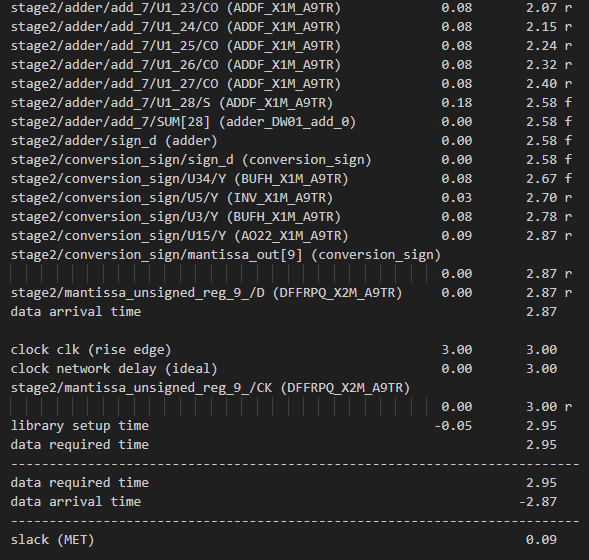 stage2/adder/add_7/U1_23/CO (ADDF_X1M_A9TR) 0.08 2.07 r
stage2/adder/add_7/U1_24/CO (ADDF_X1M_A9TR) 0.08 2.15 r
stage2/adder/add_7/U1_25/CO (ADDF_X1M_A9TR) 0.08 2.24 r
stage2/adder/add_7/U1_26/CO (ADDF_X1M_A9TR) 0.08 2.32 r
stage2/adder/add_7/U1_27/CO (ADDF_X1M_A9TR) 0.08 2.40 r
stage2/adder/add_7/U1_28/S (ADDF_X1M_A9TR) 0.18 2.58 f
stage2/adder/add_7/SUM[28] (adder_DW01_add_0) 0.00 2.58 f
stage2/adder/sign_d (adder) 0.00 2.58 f
stage2/conversion_sign/sign_d (conversion_sign) 0.00 2.58 f
stage2/conversion_sign/U34/Y (BUFH_X1M_A9TR) 0.08 2.67 f
stage2/conversion_sign/U5/Y (INV_X1M_A9TR) 0.03 2.70 r
stage2/conversion_sign/U3/Y (BUFH_X1M_A9TR) 0.08 2.78 r
stage2/conversion_sign/U15/Y (AO22_X1M_A9TR) 0.09 2.87 r
stage2/conversion_sign/mantissa_out[9] (conversion_sign)
0.00 2.87 r
stage2/mantissa_unsigned_reg_9_/D (DFFRPQ_X2M_A9TR) 0.00 2.87 r
data arrival time 2.87
clock clk (rise edge) 3.00 3.00
clock network delay (ideal) 0.00 3.00
stage2/mantissa_unsigned_reg_9_/CK (DFFRPQ_X2M_A9TR)
0.00 3.00 r
library setup time -0.05 2.95
data required time 2.95
--------------------------------------------------------------------------
data required time 2.95
data arrival time -2.87
--------------------------------------------------------------------------
slack (MET) 0.09